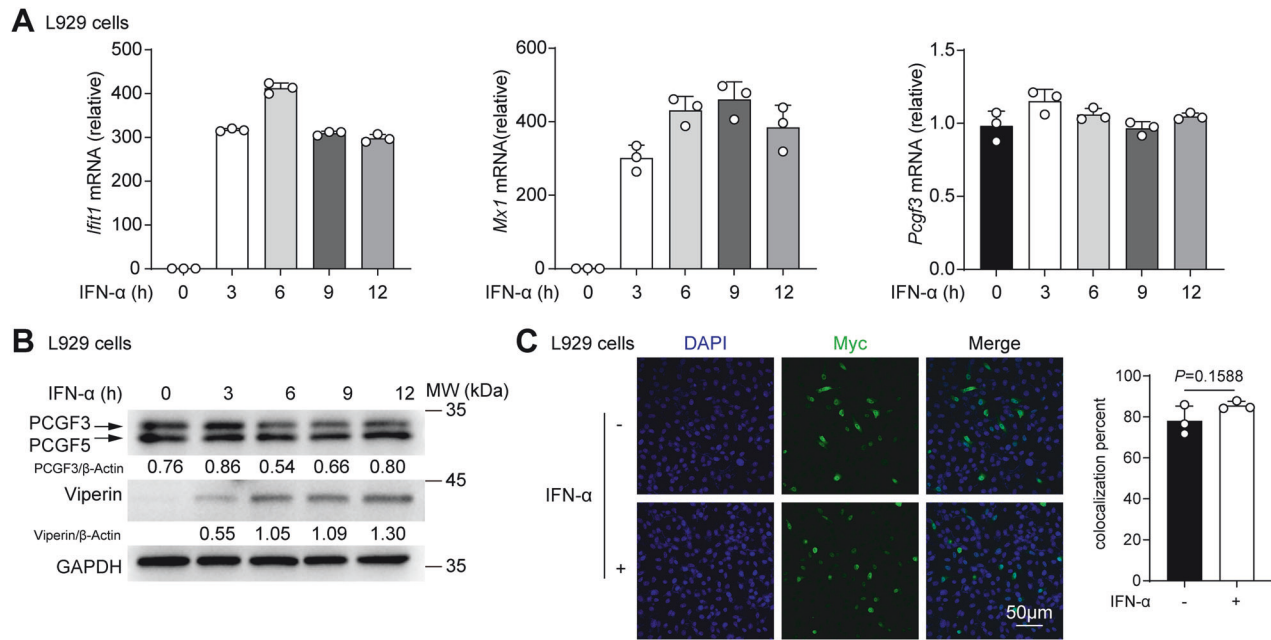 A L929 cells
500
400
300
200
100
0
Ifit1 mRNA (relative)
IFN-α (h) 0 3 6 9 12
600
400
200
0
Mx1 mRNA(relative)
IFN-α (h) 0 3 6 9 12
1.5
1.0
0.5
0.0
Pcgf3 mRNA (relative)
IFN-α (h) 0 3 6 9 12
B L929 cells
IFN-α (h) 0 3 6 9 12 MW (kDa)
35
PCGF3
PCGF5
PCGF3/β-Actin 0.76 0.86 0.54 0.66 0.80
45
Viperin
Viperin/β-Actin 0.55 1.05 1.09 1.30
GAPDH
35
C L929 cells DAPI Myc Merge
-
IFN-α
+
50μm
P=0.1588
100
80
60
40
20
0
colocalization percent
IFN-α - +